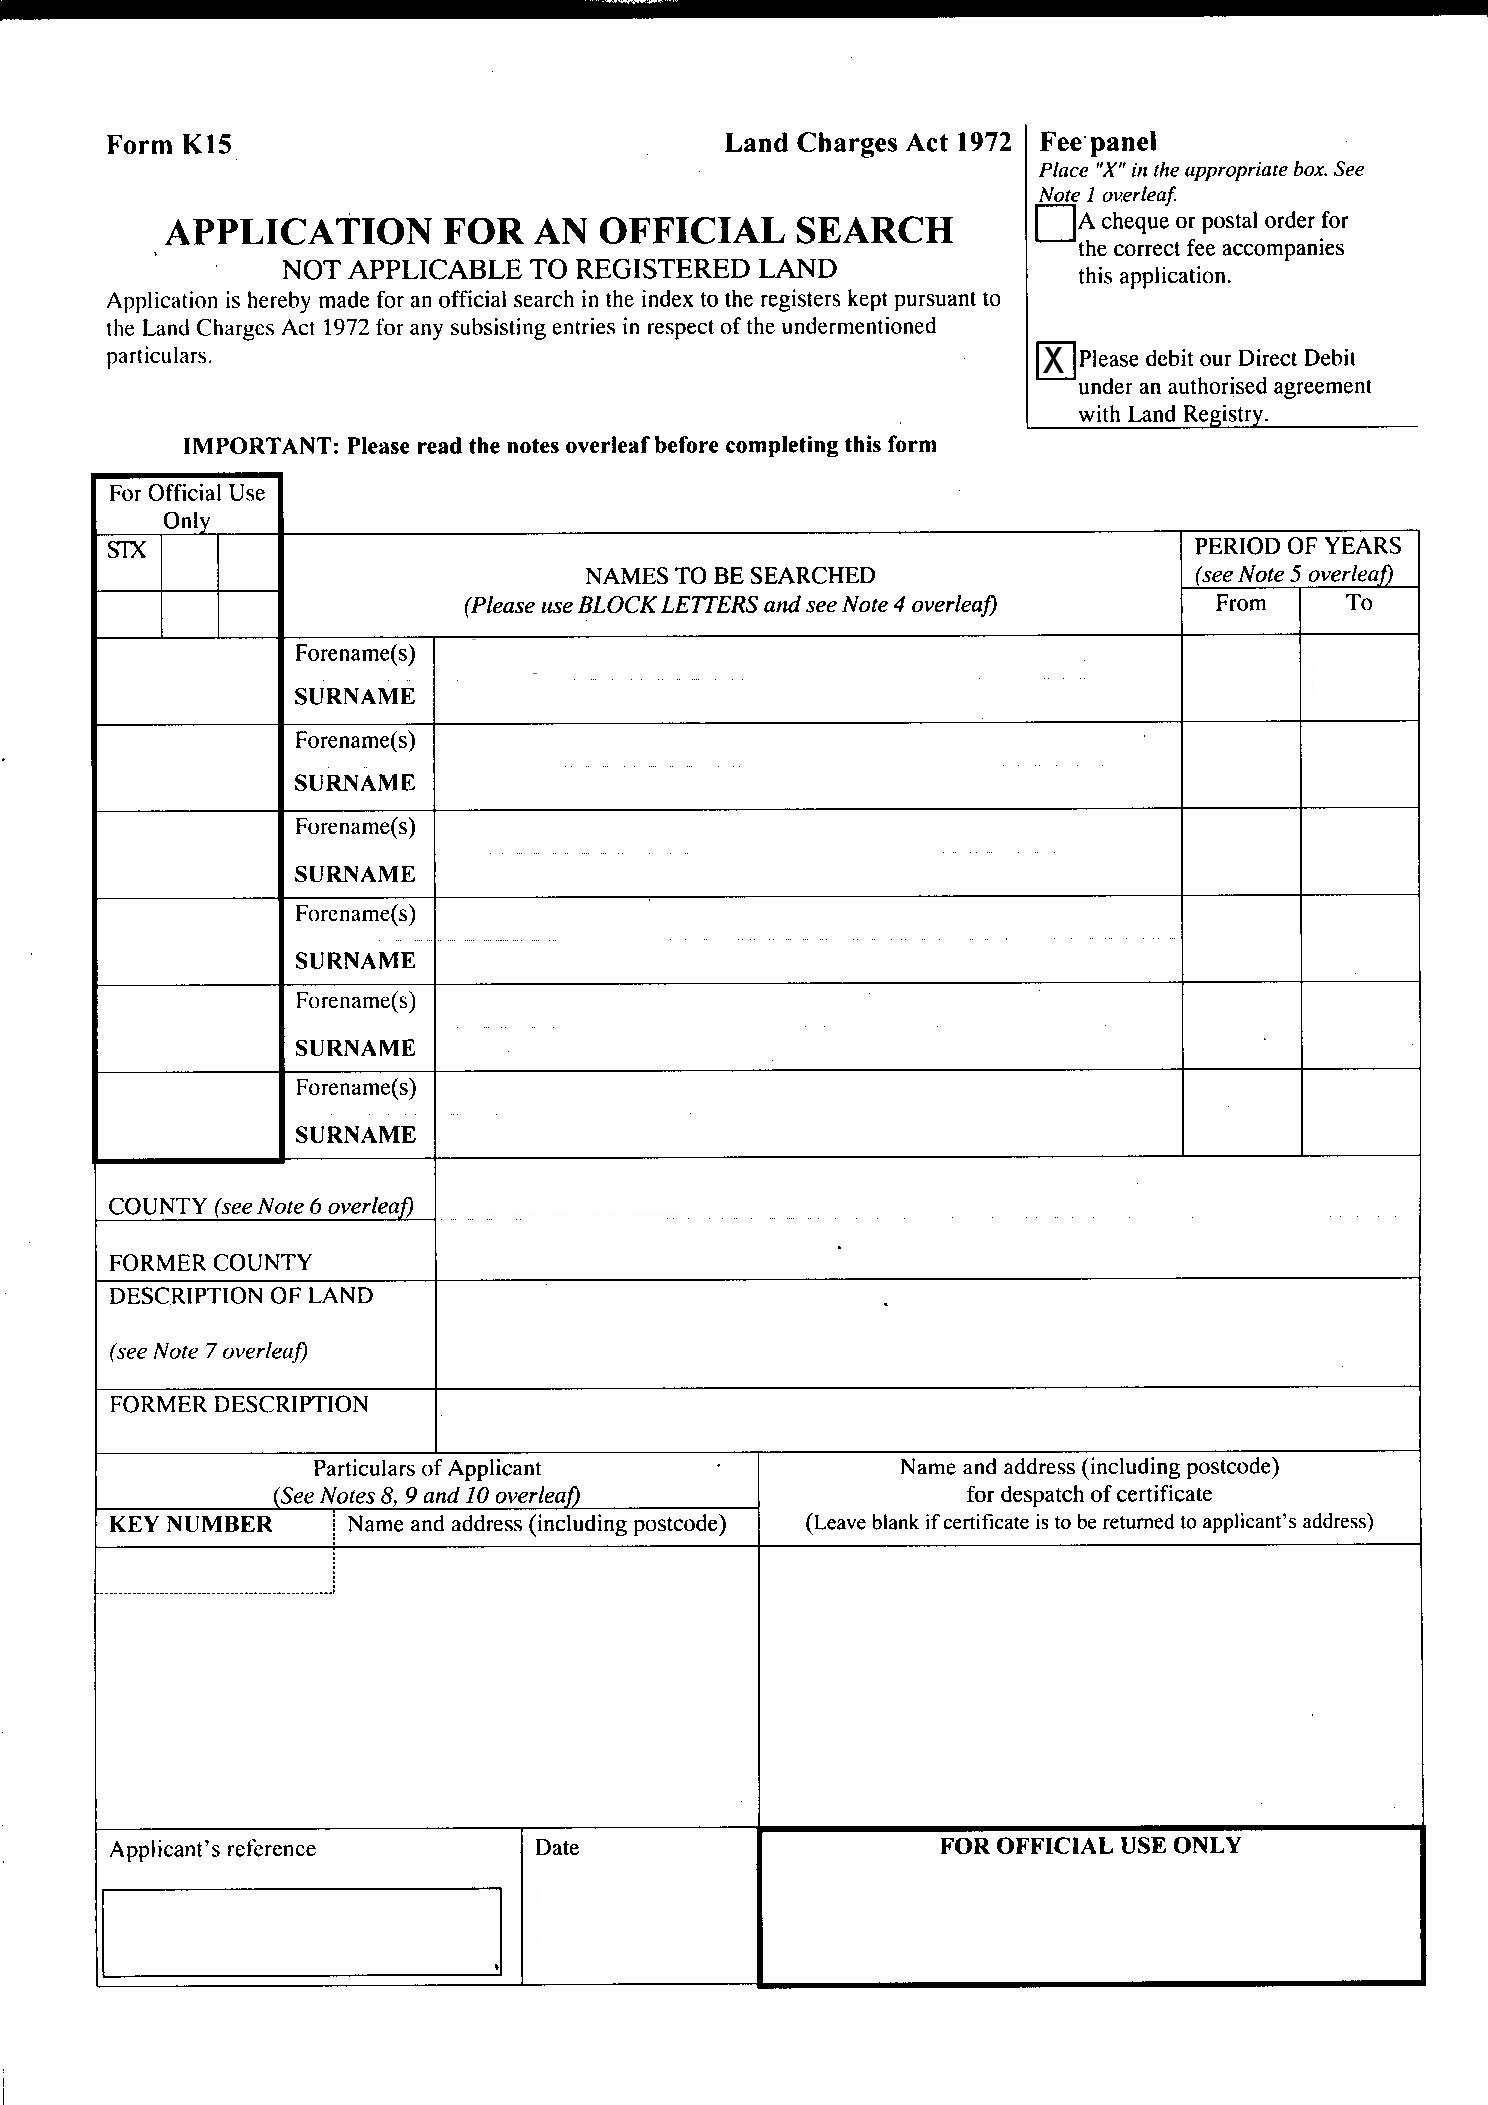 Form K15
Land Charges Act 1972
Fee panel
Place "X" in the appropriate box. See
Note 1 overleaf.
A cheque or postal order for
the correct fee accompanies
this application.
X Please debit our Direct Debit
under an authorised agreement
with Land Registry.
APPLICATION FOR AN OFFICIAL SEARCH
NOT APPLICABLE TO REGISTERED LAND
Application is hereby made for an official search in the index to the registers kept pursuant to
the Land Charges Act 1972 for any subsisting entries in respect of the undermentioned
particulars.
IMPORTANT: Please read the notes overleaf before completing this form
For Official Use
Only
STX
NAMES TO BE SEARCHED
(Please use BLOCK LETTERS and see Note 4 overleaf)
PERIOD OF YEARS
(see Note 5 overleaf)
From To
Forename(s)
SURNAME
Forename(s)
SURNAME
Forename(s)
SURNAME
Forename(s)
SURNAME
Forename(s)
SURNAME
Forename(s)
SURNAME
COUNTY (see Note 6 overleaf)
FORMER COUNTY
DESCRIPTION OF LAND
(see Note 7 overleaf)
FORMER DESCRIPTION
Particulars of Applicant
(See Notes 8, 9 and 10 overleaf)
KEY NUMBER
Name and address (including postcode)
Name and address (including postcode)
for despatch of certificate
(Leave blank if certificate is to be returned to applicant's address)
Applicant's reference
Date
FOR OFFICIAL USE ONLY